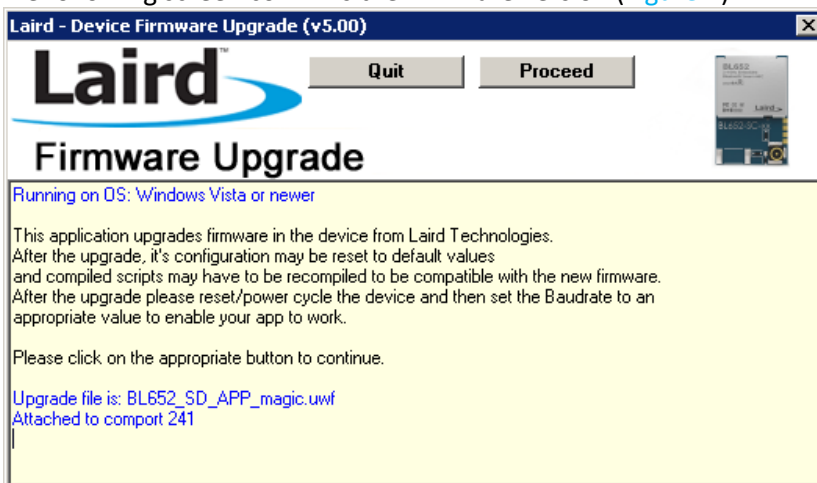 Laird - Device Firmware Upgrade (v5.00)
Laird™
Quit
Proceed
BL652
Laird
BL652-SC-
Firmware Upgrade
Running on OS: Windows Vista or newer
This application upgrades firmware in the device from Laird Technologies.
After the upgrade, it's configuration may be reset to default values
and compiled scripts may have to be recompiled to be compatible with the new firmware.
After the upgrade please reset/power cycle the device and then set the Baudrate to an
appropriate value to enable your app to work.
Please click on the appropriate button to continue.
Upgrade file is: BL652_SD_APP_magic.uwf
Attached to comport 241